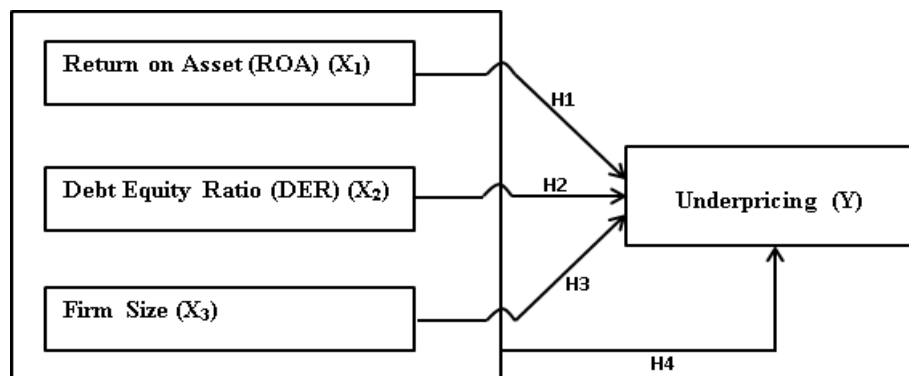 Return on Asset (ROA) (X₁)
H1
Debt Equity Ratio (DER) (X₂)
H2
Underpricing (Y)
Firm Size (X₃)
H3
H4